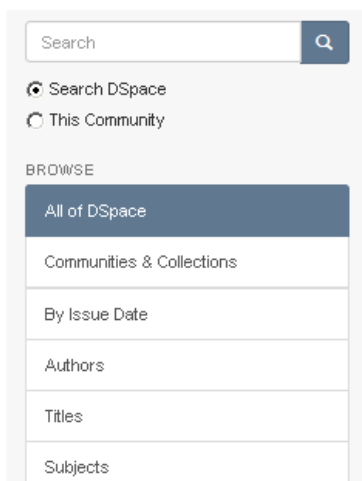 Search
Search DSpace
This Community
BROWSE
All of DSpace
Communities & Collections
By Issue Date
Authors
Titles
Subjects